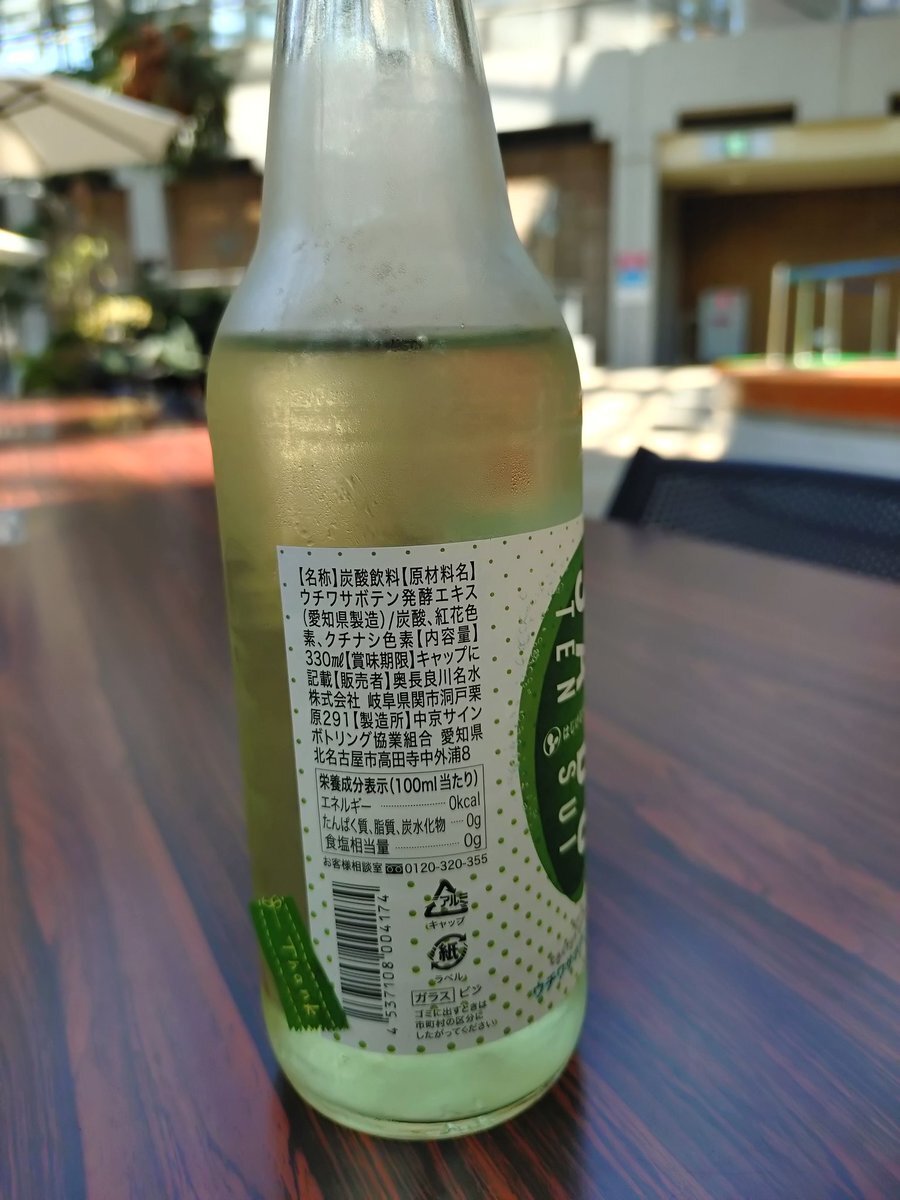 【名称】炭酸飲料【原材料名】
ウチワサボテン発酵エキス
(愛知県製造)/炭酸、紅花色
素、クチナシ色素【内容量】
330ml【賞味期限】キャップに
記載【販売者】奥長良川名水
株式会社 岐阜県関市洞戸栗
原291【製造所】中京サイン
ボトリング協業組合 愛知県
北名古屋市高田寺中外浦8
栄養成分表示(100ml当たり)
エネルギー 0kcal
たんぱく質、脂質、炭水化物 0g
食塩相当量 0g
お客様相談室 0120-320-355
4 537108 004174
アルミ
キャップ
紙
ラベル
ガラス ビン
ゴミに出すときは
市町村の区分に
したがってください
Thank
TEN SUI
ウチワサボ